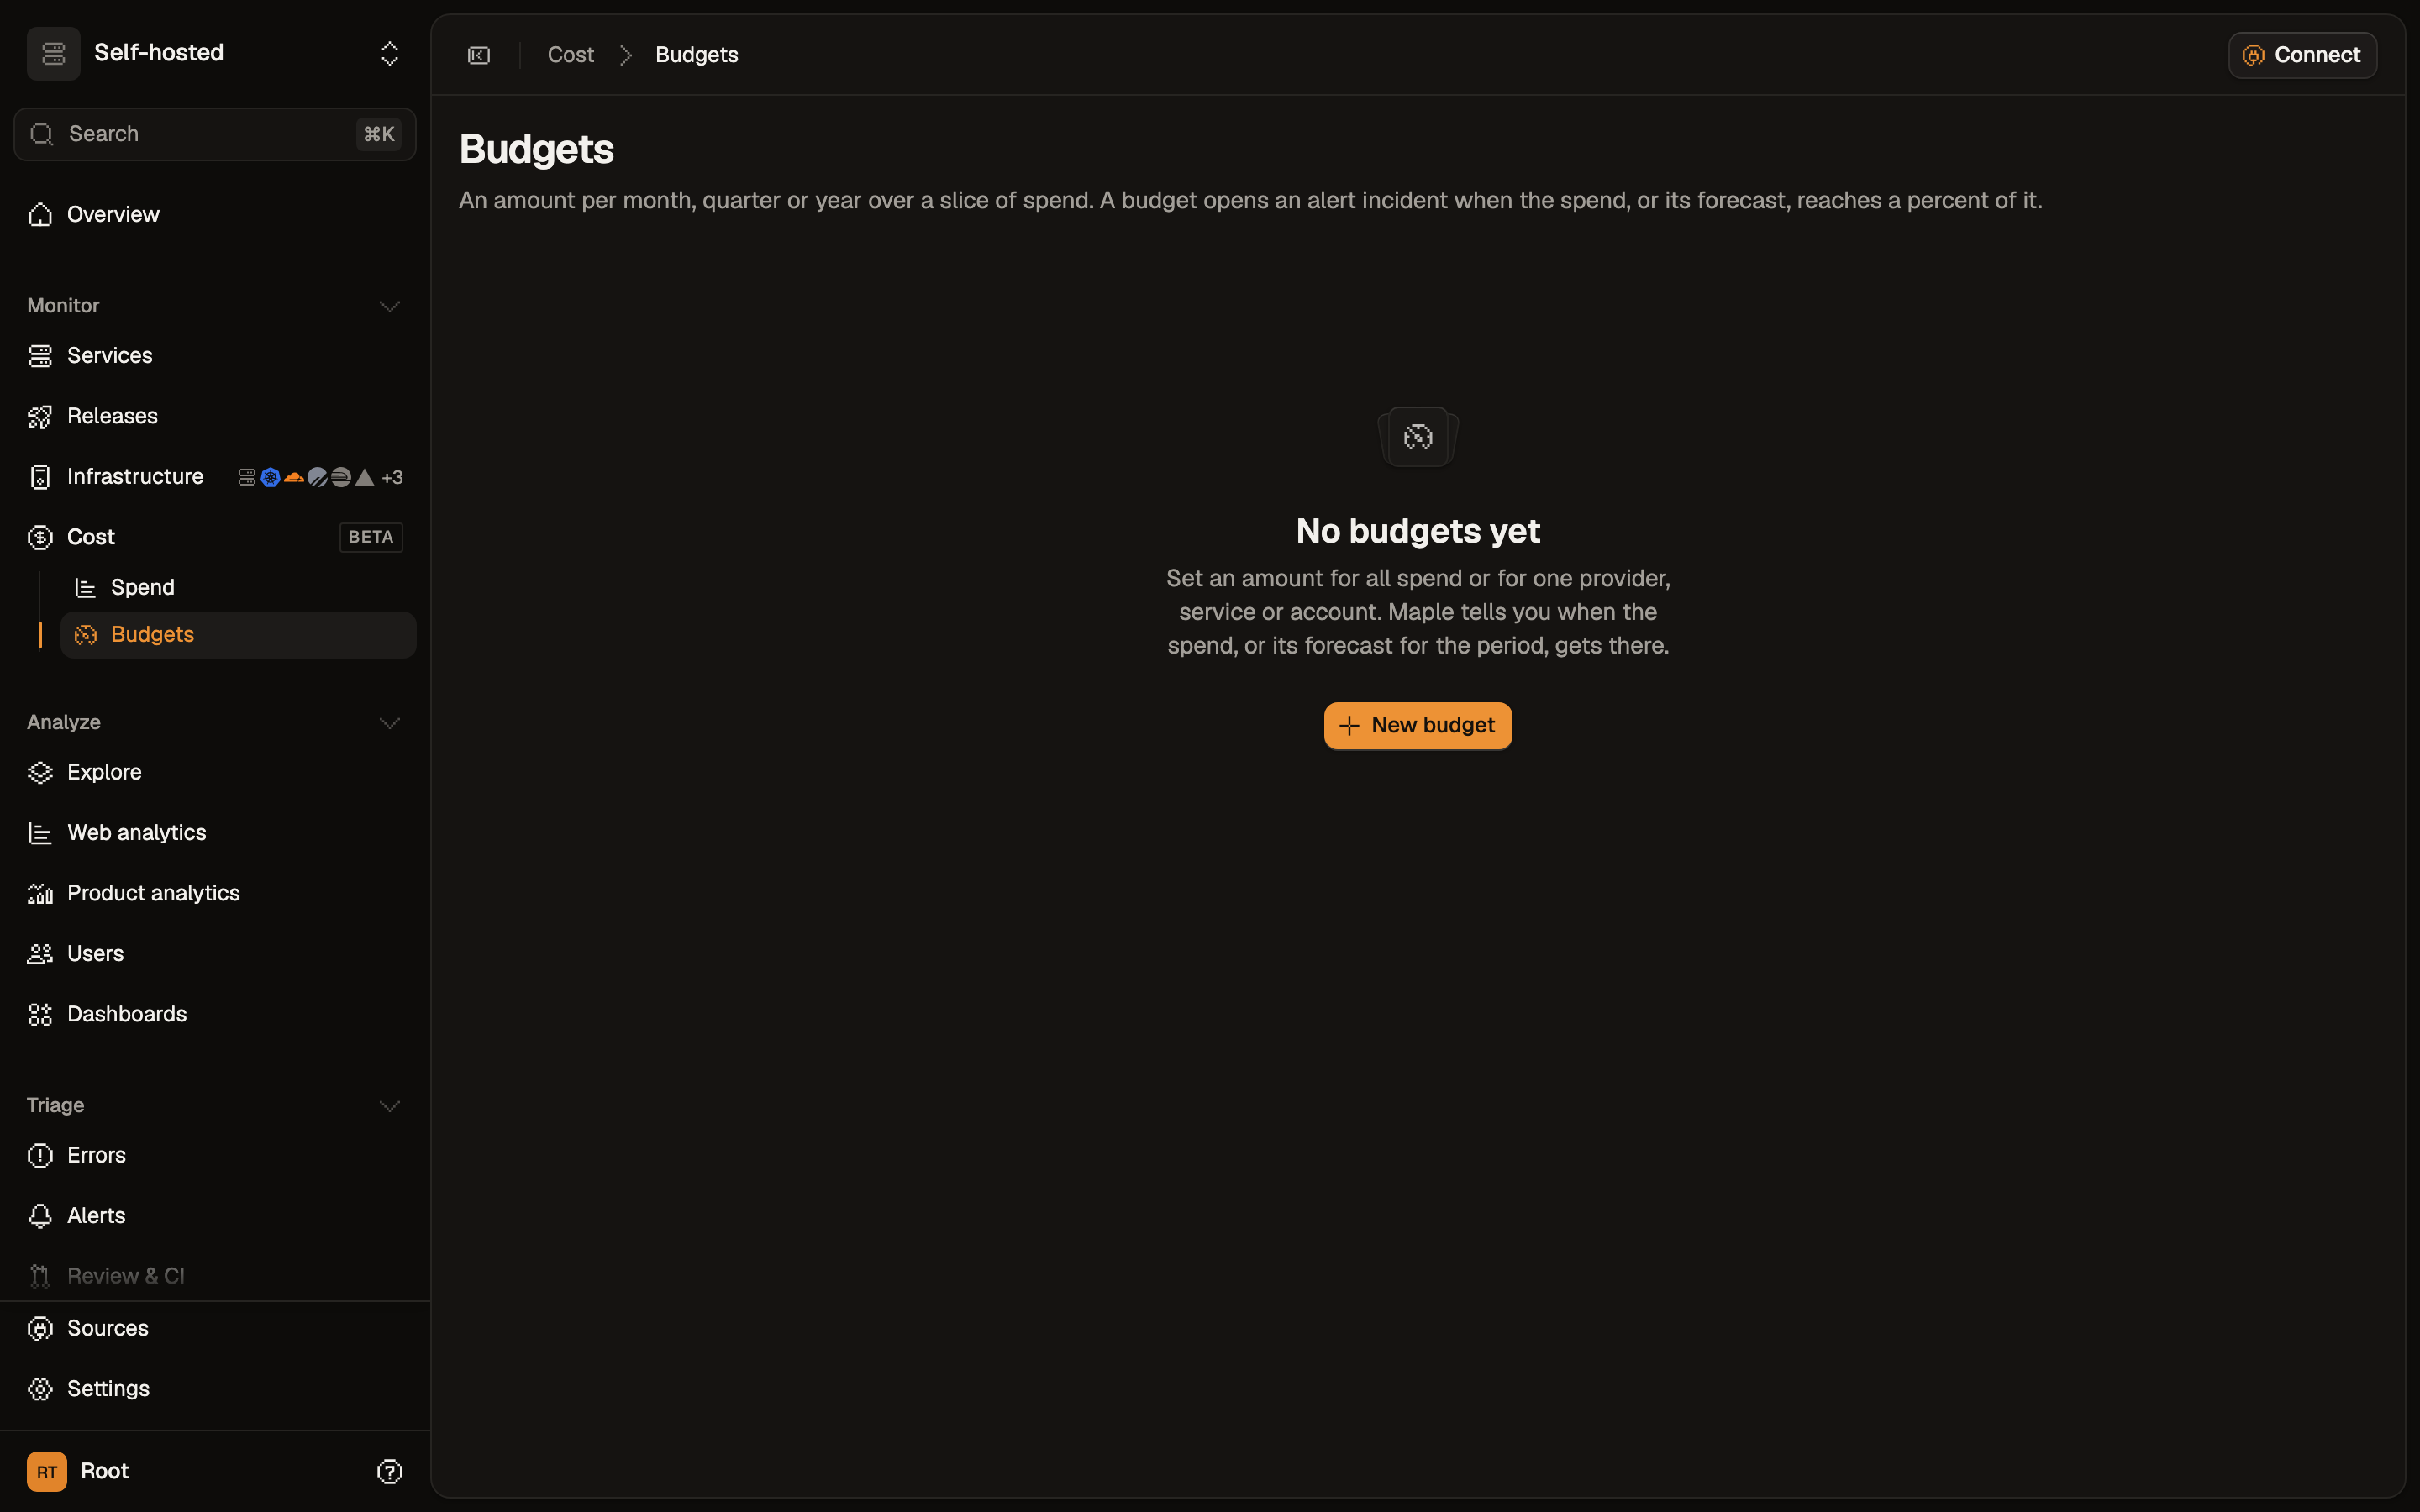 Self-hosted
Search
⌘K
Overview
Monitor
Services
Releases
Infrastructure
+3
Cost
BETA
Spend
Budgets
Analyze
Explore
Web analytics
Product analytics
Users
Dashboards
Triage
Errors
Alerts
Review & CI
Sources
Settings
RT
Root
Cost
Budgets
Connect
Budgets
An amount per month, quarter or year over a slice of spend. A budget opens an alert incident when the spend, or its forecast, reaches a percent of it.
No budgets yet
Set an amount for all spend or for one provider,
service or account. Maple tells you when the
spend, or its forecast for the period, gets there.
New budget